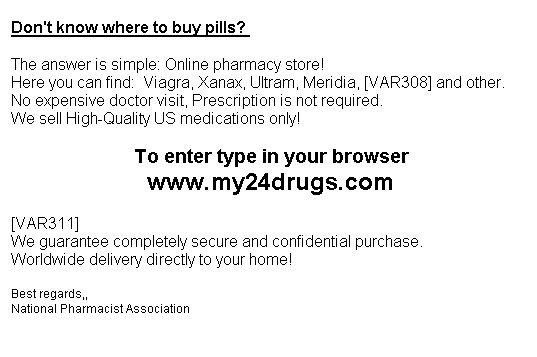 Don't know where to buy pills?
The answer is simple: Online pharmacy store!
Here you can find:  Viagra, Xanax, Ultram, Meridia, [VAR308] and other.
No expensive doctor visit, Prescription is not required.
We sell High-Quality US medications only!
To enter type in your browser
www.my24drugs.com
[VAR311]
We guarantee completely secure and confidential purchase.
Worldwide delivery directly to your home!
Best regards,,
National Pharmacist Association